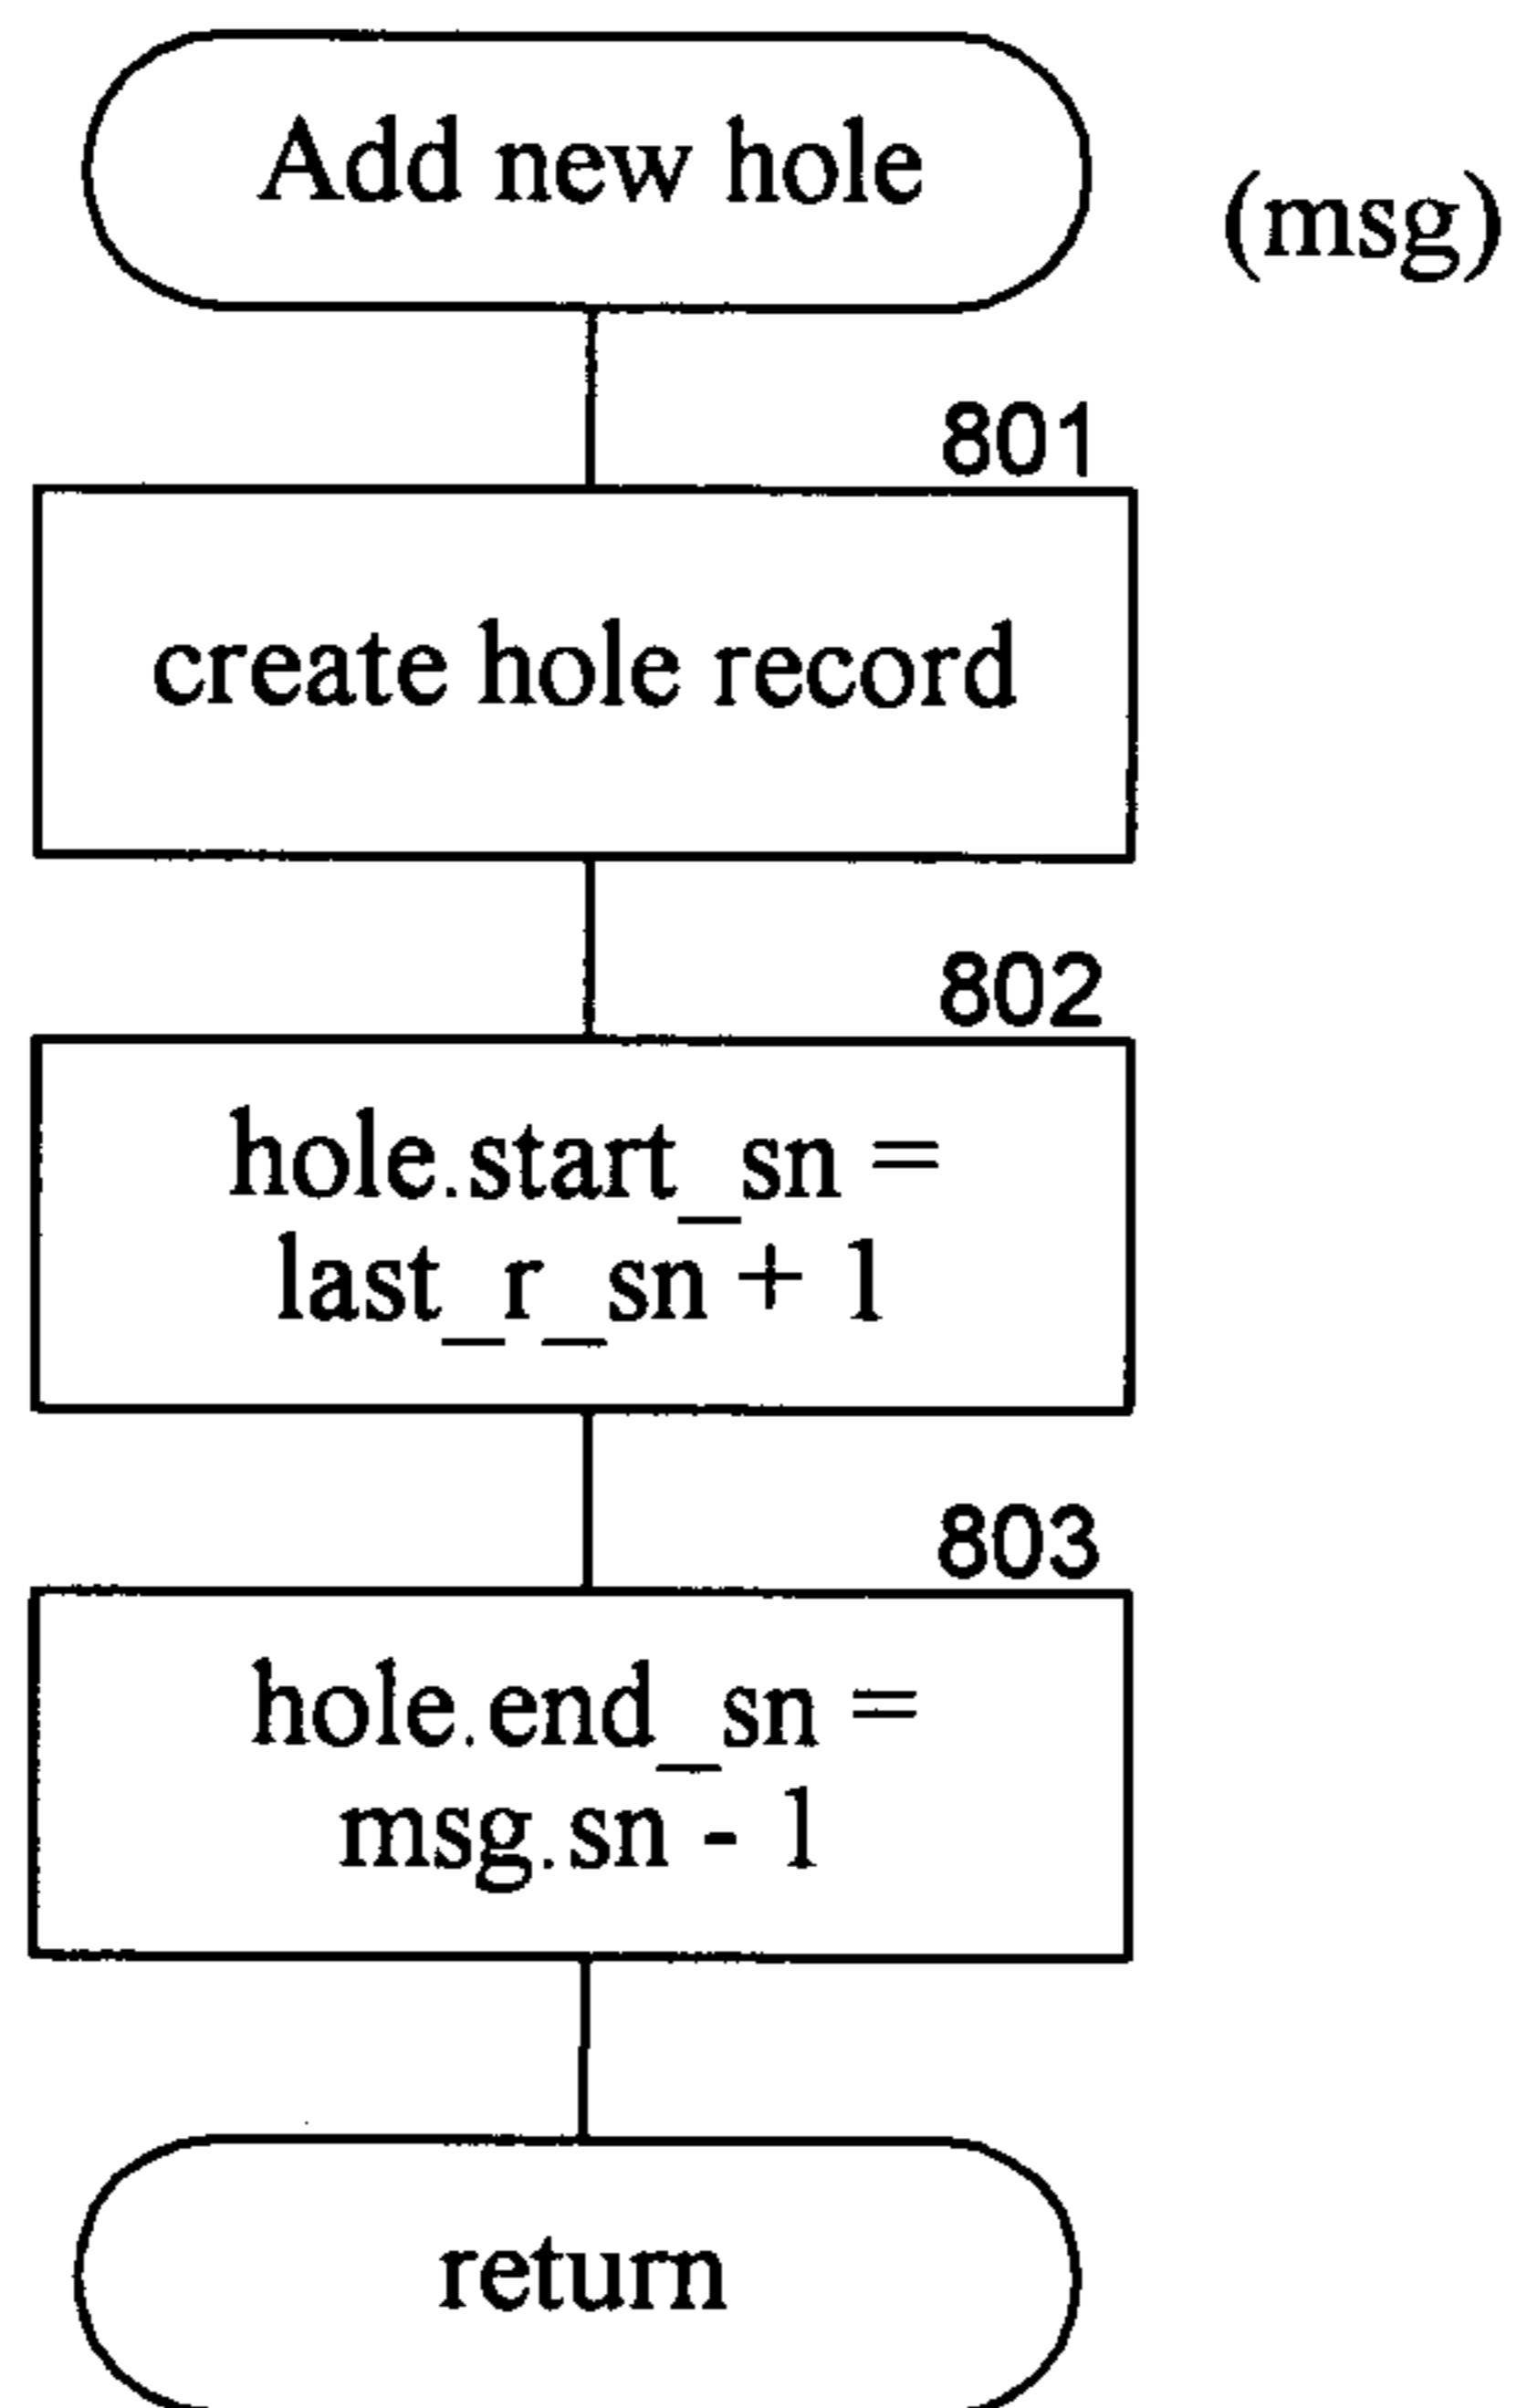 Add new hole
(msg)
801
create hole record
802
hole.start_sn =
last_r_sn + 1
803
hole.end_sn =
msg.sn - 1
return